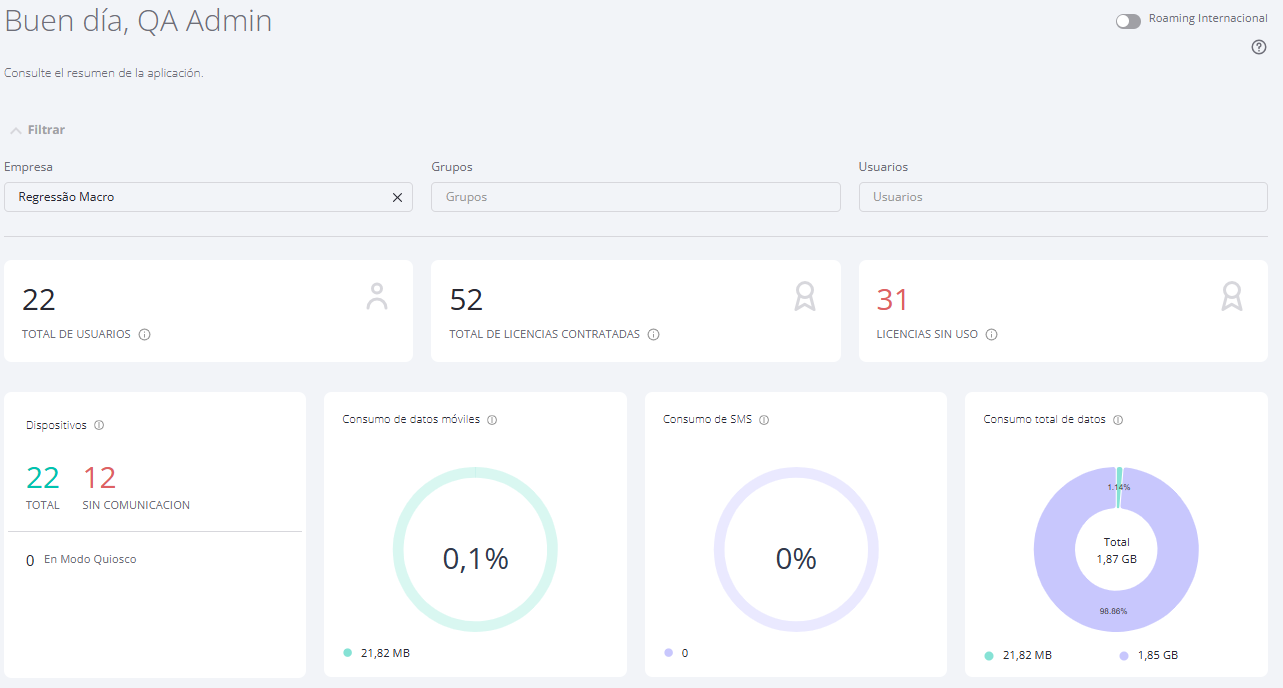 Buen día, QA Admin
Roaming Internacional
Consulte el resumen de la aplicación.
Filtrar
Empresa
Grupos
Usuarios
Regressão Macro
Grupos
Usuarios
22
TOTAL DE USUARIOS
52
TOTAL DE LICENCIAS CONTRATADAS
31
LICENCIAS SIN USO
Dispositivos
22
TOTAL
12
SIN COMUNICACION
0 En Modo Quiosco
Consumo de datos móviles
0,1%
21,82 MB
Consumo de SMS
0%
0
Consumo total de datos
1.14%
Total
1,87 GB
98.86%
21,82 MB
1,85 GB